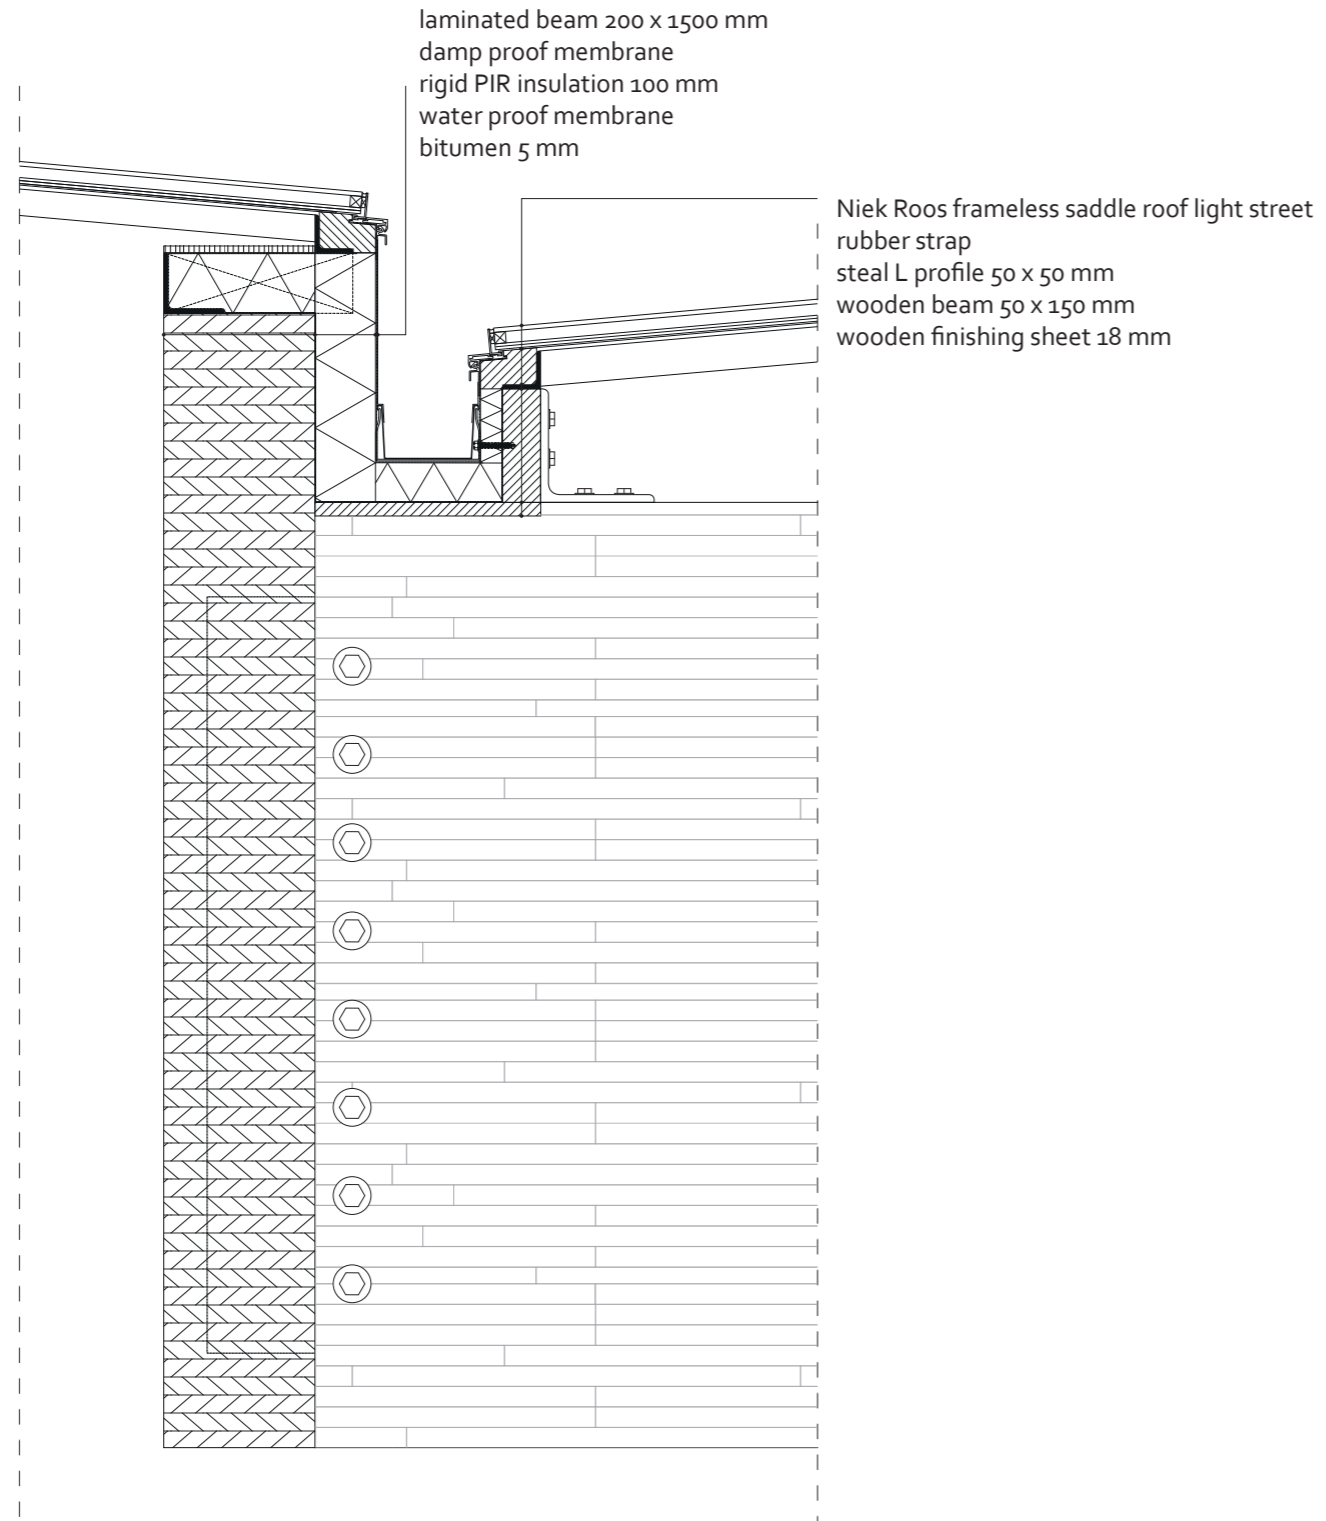 laminated beam 200 x 1500 mm
damp proof membrane
rigid PIR insulation 100 mm
water proof membrane
bitumen 5 mm
Niek Roos frameless saddle roof light street
rubber strap
steal L profile 50 x 50 mm
wooden beam 50 x 150 mm
wooden finishing sheet 18 mm